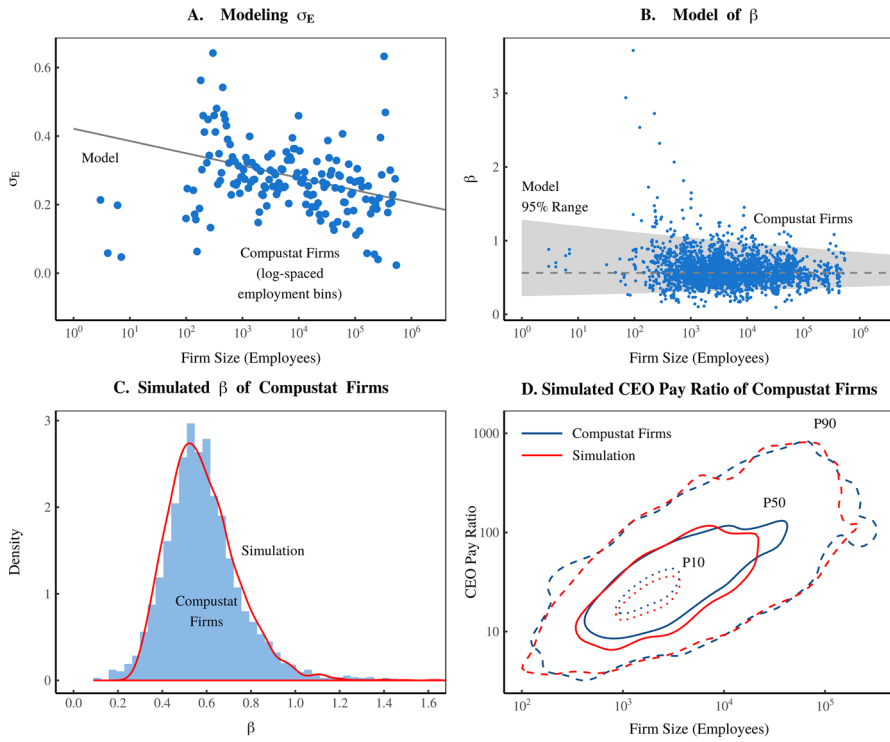 A. Modeling σE
0.6
0.4
0.2
0.0
σE
Model
Compustat Firms
(log-spaced
employment bins)
10^0
10^1
10^2
10^3
10^4
10^5
10^6
Firm Size (Employees)
B. Model of β
3
2
1
0
β
Model
95% Range
Compustat Firms
10^0
10^1
10^2
10^3
10^4
10^5
10^6
Firm Size (Employees)
C. Simulated β of Compustat Firms
3
2
1
0
Density
Simulation
Compustat
Firms
0.0
0.2
0.4
0.6
0.8
1.0
1.2
1.4
1.6
β
D. Simulated CEO Pay Ratio of Compustat Firms
1000
100
10
CEO Pay Ratio
Compustat Firms
Simulation
P90
P50
P10
10^2
10^3
10^4
10^5
Firm Size (Employees)